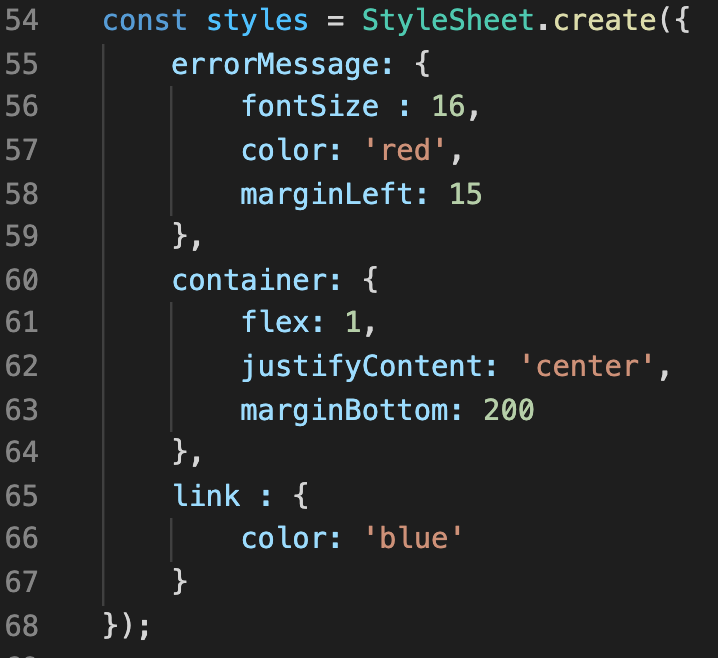 54 const styles = StyleSheet.create({
55 errorMessage: {
56 fontSize : 16,
57 color: 'red',
58 marginLeft: 15
59 },
60 container: {
61 flex: 1,
62 justifyContent: 'center',
63 marginBottom: 200
64 },
65 link : {
66 color: 'blue'
67 }
68 });